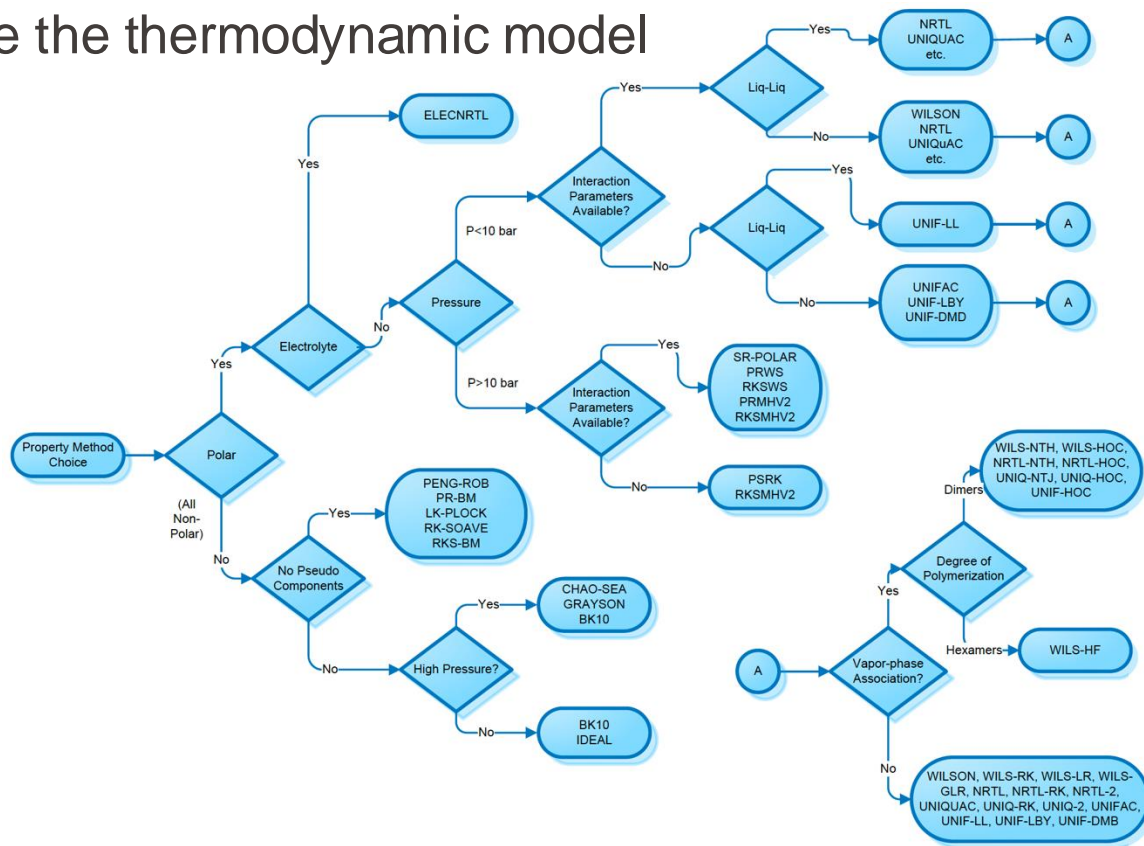 e the thermodynamic model
NRTL
UNIQUAC
etc.
A
Yes
Liq-Liq
Yes
ELECNRTL
WILSON
NRTL
UNIQuAC
etc.
A
No
Yes
Interaction
Parameters
Available?
Yes
P<10 bar
Liq-Liq
UNIF-LL
A
No
UNIFAC
UNIF-LBY
UNIF-DMD
A
No
Pressure
No
Electrolyte
Yes
P>10 bar
Interaction
Parameters
Available?
Yes
SR-POLAR
PRWS
RKSWS
PRMHV2
RKSMHV2
Property Method
Choice
Polar
No
PSRK
RKSMHV2
(All
Non-
Polar)
No
PENG-ROB
PR-BM
LK-PLOCK
RK-SOAVE
RKS-BM
Yes
No Pseudo
Components
CHAO-SEA
GRAYSON
BK10
Yes
No
High Pressure?
No
BK10
IDEAL
WILS-NTH, WILS-HOC,
NRTL-NTH, NRTL-HOC,
UNIQ-NTJ, UNIQ-HOC,
UNIF-HOC
Dimers
Degree of
Polymerization
Yes
Hexamers
WILS-HF
A
Vapor-phase
Association?
No
WILSON, WILS-RK, WILS-LR, WILS-
GLR, NRTL, NRTL-RK, NRTL-2,
UNIQUAC, UNIQ-RK, UNIQ-2, UNIFAC,
UNIF-LL, UNIF-LBY, UNIF-DMB